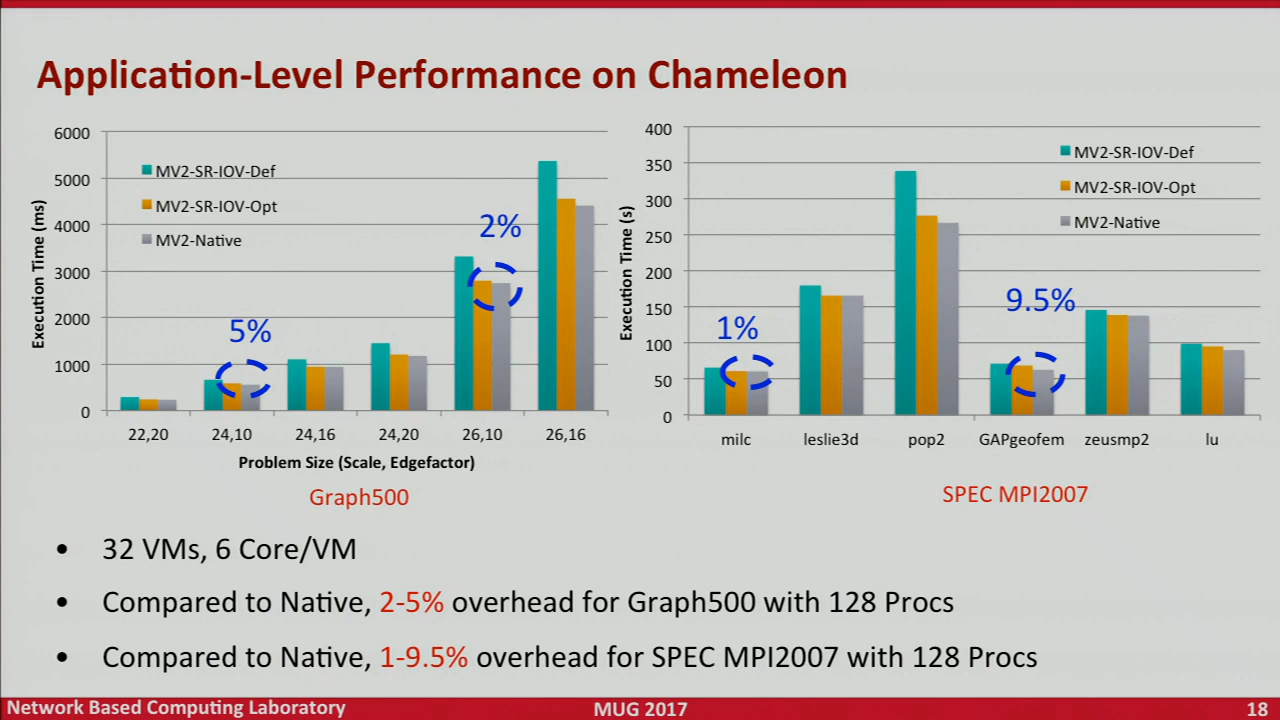 Application-Level Performance on Chameleon
6000
5000
4000
3000
2000
1000
0
Execution Time (ms)
MV2-SR-IOV-Def
MV2-SR-IOV-Opt
MV2-Native
5%
2%
22,20 24,10 24,16 24,20 26,10 26,16
Problem Size (Scale, Edgefactor)
Graph500
400
350
300
250
200
150
100
50
0
Execution Time (s)
MV2-SR-IOV-Def
MV2-SR-IOV-Opt
MV2-Native
1%
9.5%
milc leslie3d pop2 GAPgeofem zeusmp2 lu
SPEC MPI2007
• 32 VMs, 6 Core/VM
• Compared to Native, 2-5% overhead for Graph500 with 128 Procs
• Compared to Native, 1-9.5% overhead for SPEC MPI2007 with 128 Procs
Network Based Computing Laboratory MUG 2017 18